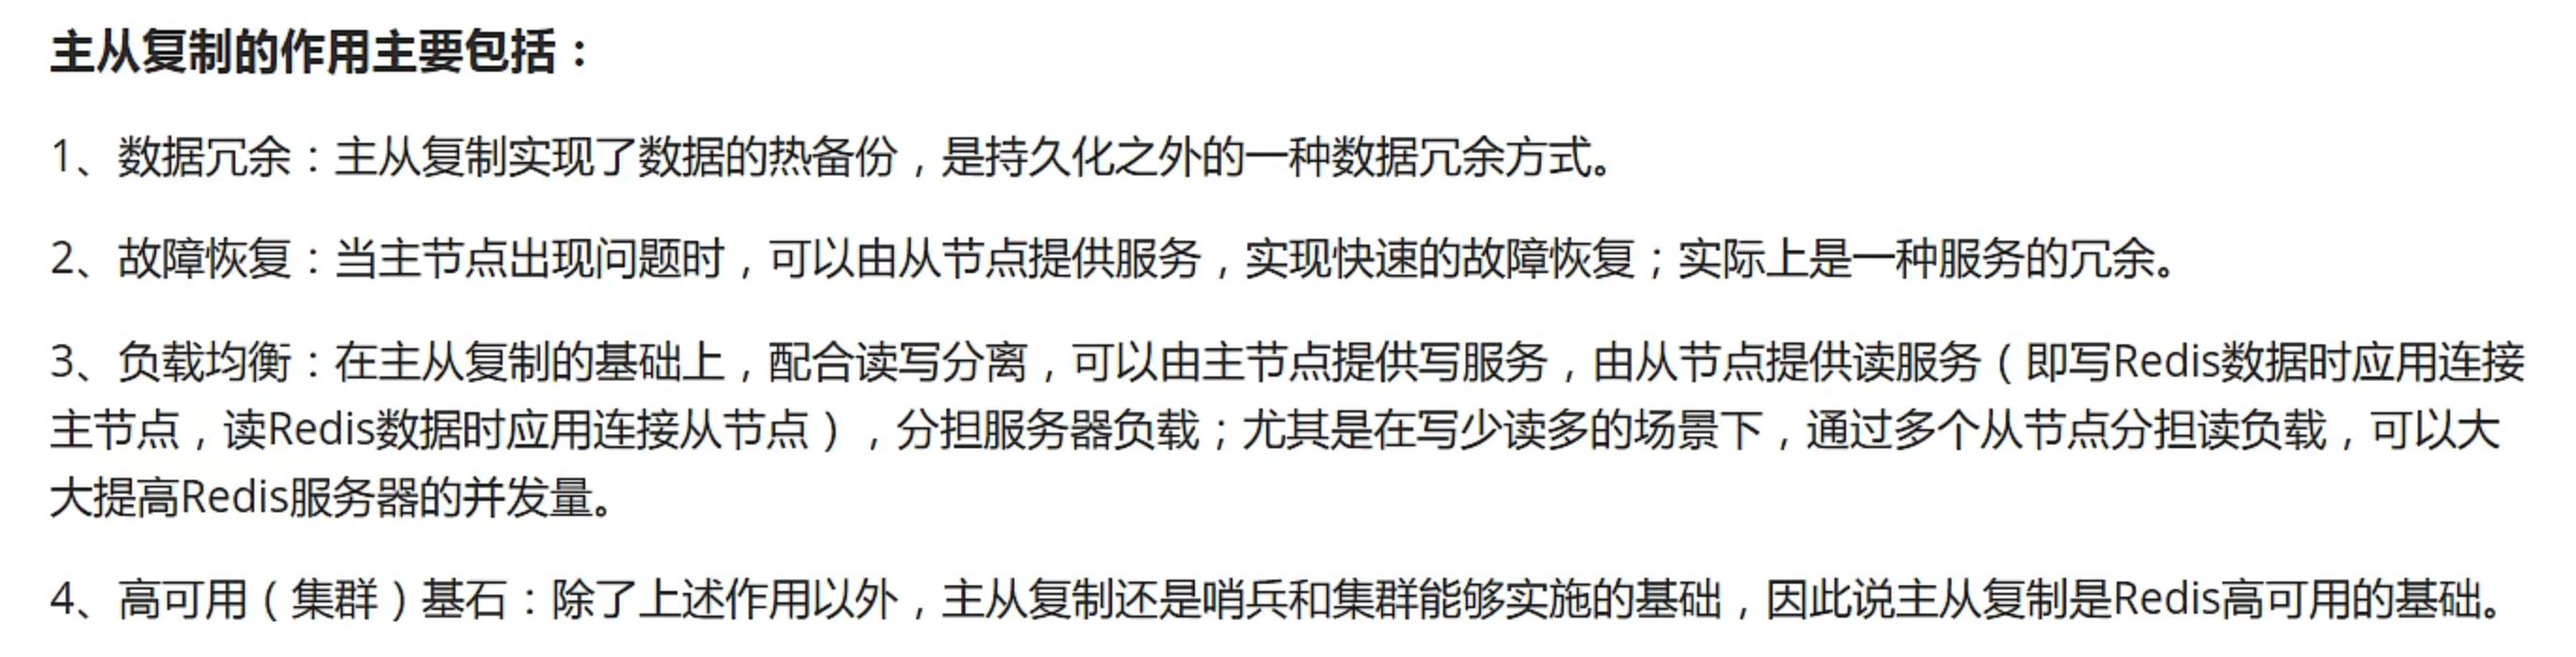 主从复制的作用主要包括：
1、数据冗余：主从复制实现了数据的热备份，是持久化之外的一种数据冗余方式。
2、故障恢复：当主节点出现问题时，可以由从节点提供服务，实现快速的故障恢复；实际上是一种服务的冗余。
3、负载均衡：在主从复制的基础上，配合读写分离，可以由主节点提供写服务，由从节点提供读服务（即写Redis数据时应用连接
主节点，读Redis数据时应用连接从节点），分担服务器负载；尤其是在写少读多的场景下，通过多个从节点分担读负载，可以大
大提高Redis服务器的并发量。
4、高可用（集群）基石：除了上述作用以外，主从复制还是哨兵和集群能够实施的基础，因此说主从复制是Redis高可用的基础。